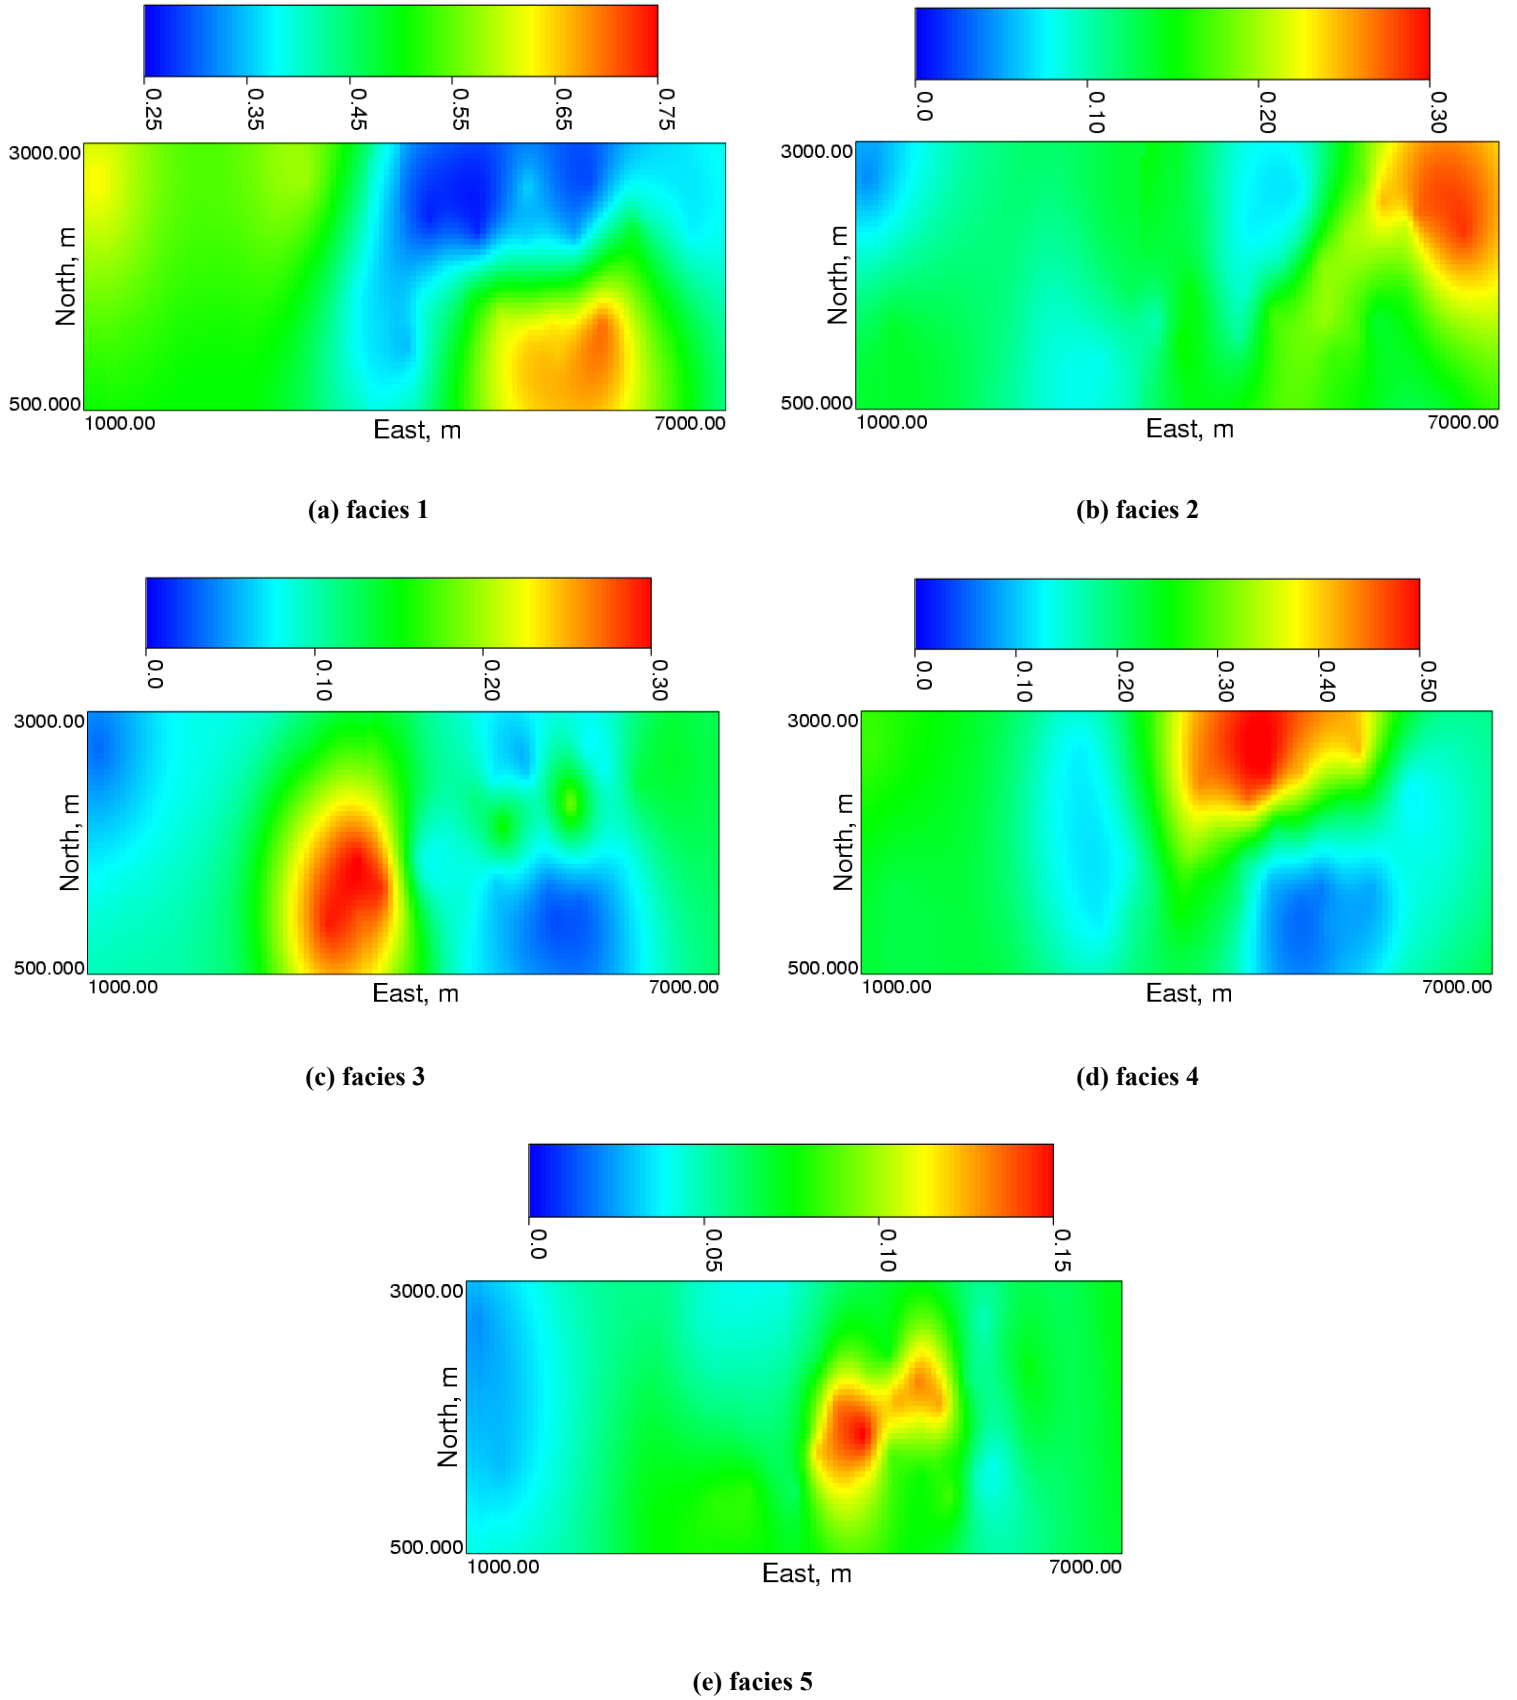 0.25 0.35 0.45 0.55 0.65 0.75
3000.00
North, m
500.000
1000.00 East, m 7000.00
(a) facies 1
0.0 0.10 0.20 0.30
3000.00
North, m
500.000
1000.00 East, m 7000.00
(b) facies 2
0.0 0.10 0.20 0.30
3000.00
North, m
500.000
1000.00 East, m 7000.00
(c) facies 3
0.0 0.10 0.20 0.30 0.40 0.50
3000.00
North, m
500.000
1000.00 East, m 7000.00
(d) facies 4
0.0 0.05 0.10 0.15
3000.00
North, m
500.000
1000.00 East, m 7000.00
(e) facies 5